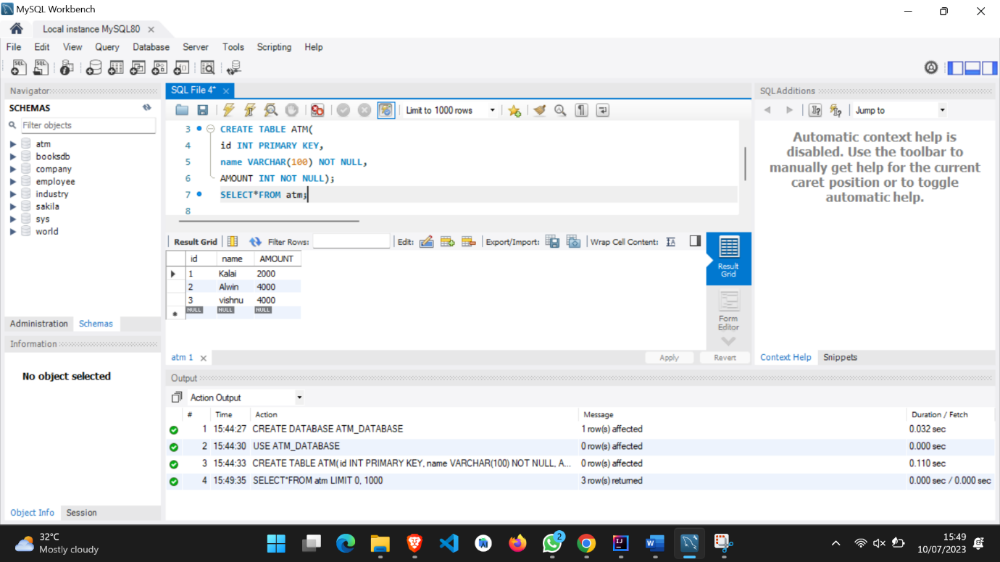 MySQL Workbench
Local instance MySQL80
File Edit View Query Database Server Tools Scripting Help
Navigator
SCHEMAS
Filter objects
atm
booksdb
company
employee
industry
sakila
sys
world
Administration Schemas
Information
No object selected
Object Info Session
SQL File 4*
Limit to 1000 rows
3 CREATE TABLE ATM(
4 id INT PRIMARY KEY,
5 name VARCHAR(100) NOT NULL,
6 AMOUNT INT NOT NULL);
7 SELECT*FROM atm;
8
Result Grid Filter Rows: Edit: Export/Import: Wrap Cell Content:
id name AMOUNT
1 Kalai 2000
2 Alwin 4000
3 vishnu 4000
NULL NULL NULL
Result
Grid
Form
Editor
atm 1
Apply Revert
SQLAdditions
Jump to
Automatic context help is
disabled. Use the toolbar to
manually get help for the current
caret position or to toggle
automatic help.
Context Help Snippets
Output
Action Output
# Time Action Message Duration / Fetch
1 15:44:27 CREATE DATABASE ATM_DATABASE 1 row(s) affected 0.032 sec
2 15:44:30 USE ATM_DATABASE 0 row(s) affected 0.000 sec
3 15:44:33 CREATE TABLE ATM( id INT PRIMARY KEY, name VARCHAR(100) NOT NULL, A... 0 row(s) affected 0.110 sec
4 15:49:35 SELECT*FROM atm LIMIT 0, 1000 3 row(s) returned 0.000 sec / 0.000 sec
32°C
Mostly cloudy
2
15:49
10/07/2023